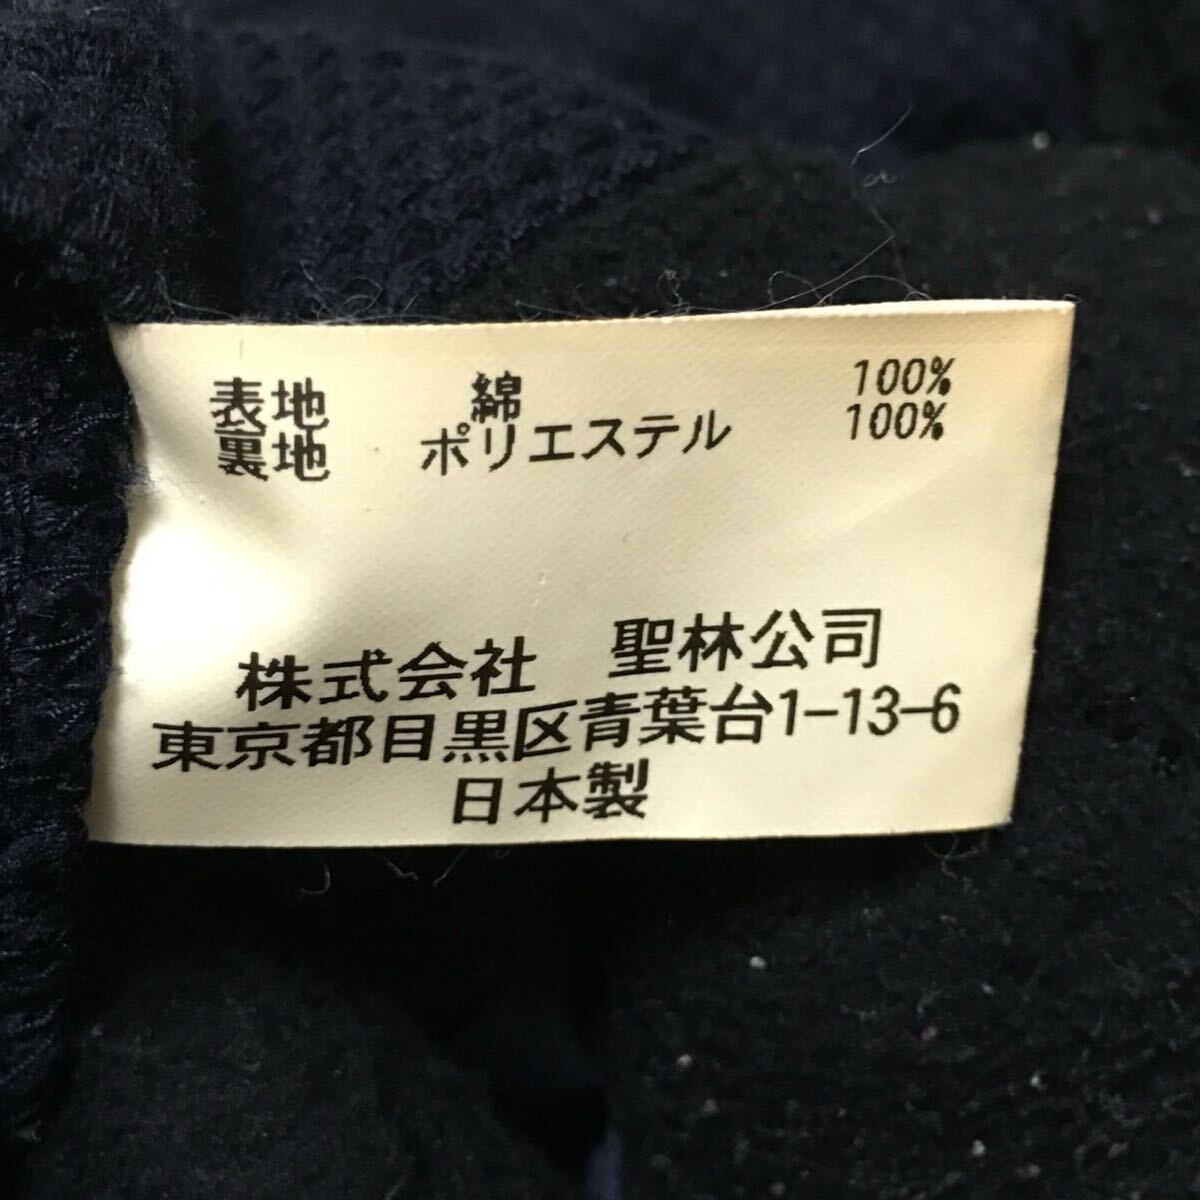 表地 綿 100%
裏地 ポリエステル 100%
株式会社 聖林公司
東京都目黒区青葉台1-13-6
日本製